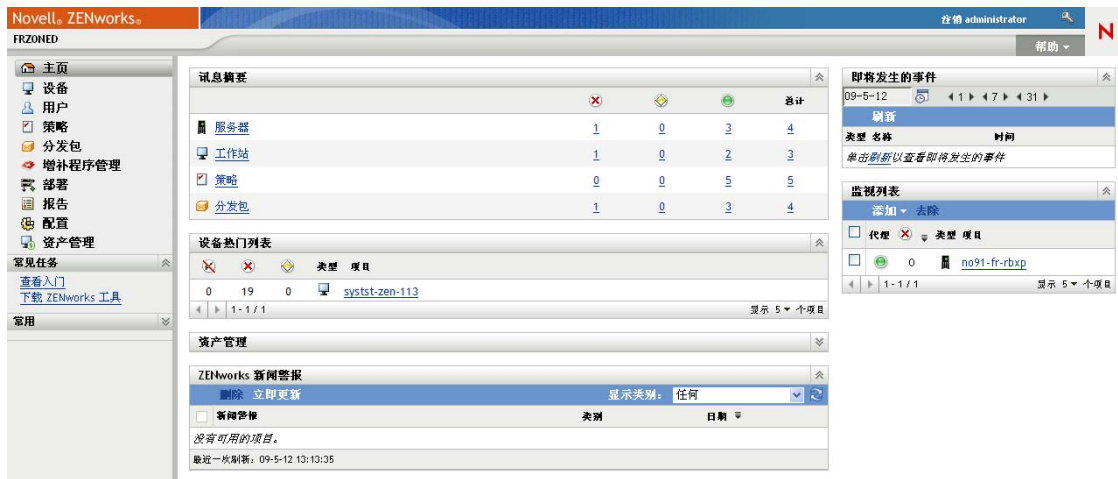 Novell® ZENworks®
注销 administrator
FRZONED
帮助
N
主页
设备
用户
策略
分发包
增补程序管理
部署
报告
配置
资产管理
常见任务
查看入门
下载 ZENworks 工具
常用
讯息摘要
总计
服务器 1 0 3 4
工作站 1 0 2 3
策略 0 0 5 5
分发包 1 0 3 4
设备热门列表
类型 项目
0 19 0 systst-zen-113
1 - 1 / 1 显示 5 个项目
资产管理
ZENworks 新闻警报
删除 立即更新 显示类别: 任何
新闻警报 类别 日期
没有可用的项目。
最近一次刷新: 09-5-12 13:13:35
即将发生的事件
09-5-12 1 7 31
刷新
类型 名称 时间
单击刷新以查看即将发生的事件
监视列表
添加 去除
代理 类型 项目
0 no91-fr-rbxp
1 - 1 / 1 显示 5 个项目